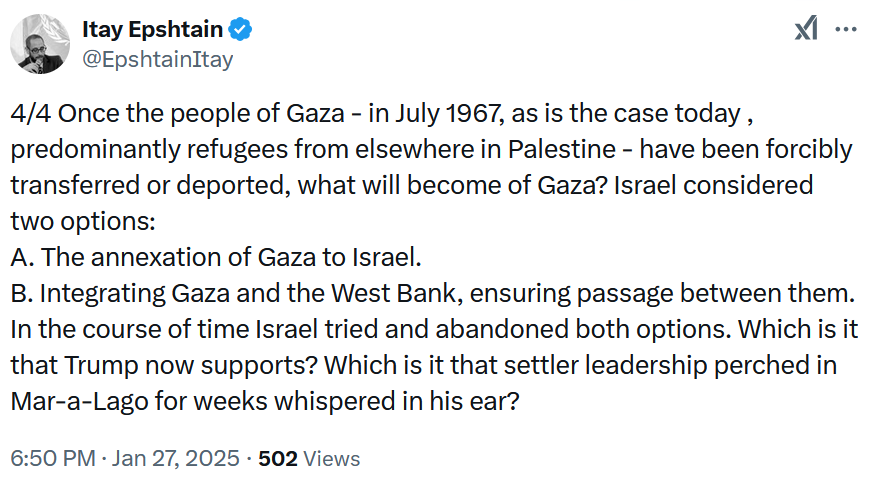 Itay Epshtain
@EpshtainItay
4/4 Once the people of Gaza - in July 1967, as is the case today ,
predominantly refugees from elsewhere in Palestine - have been forcibly
transferred or deported, what will become of Gaza? Israel considered
two options:
A. The annexation of Gaza to Israel.
B. Integrating Gaza and the West Bank, ensuring passage between them.
In the course of time Israel tried and abandoned both options. Which is it
that Trump now supports? Which is it that settler leadership perched in
Mar-a-Lago for weeks whispered in his ear?
6:50 PM · Jan 27, 2025 · 502 Views